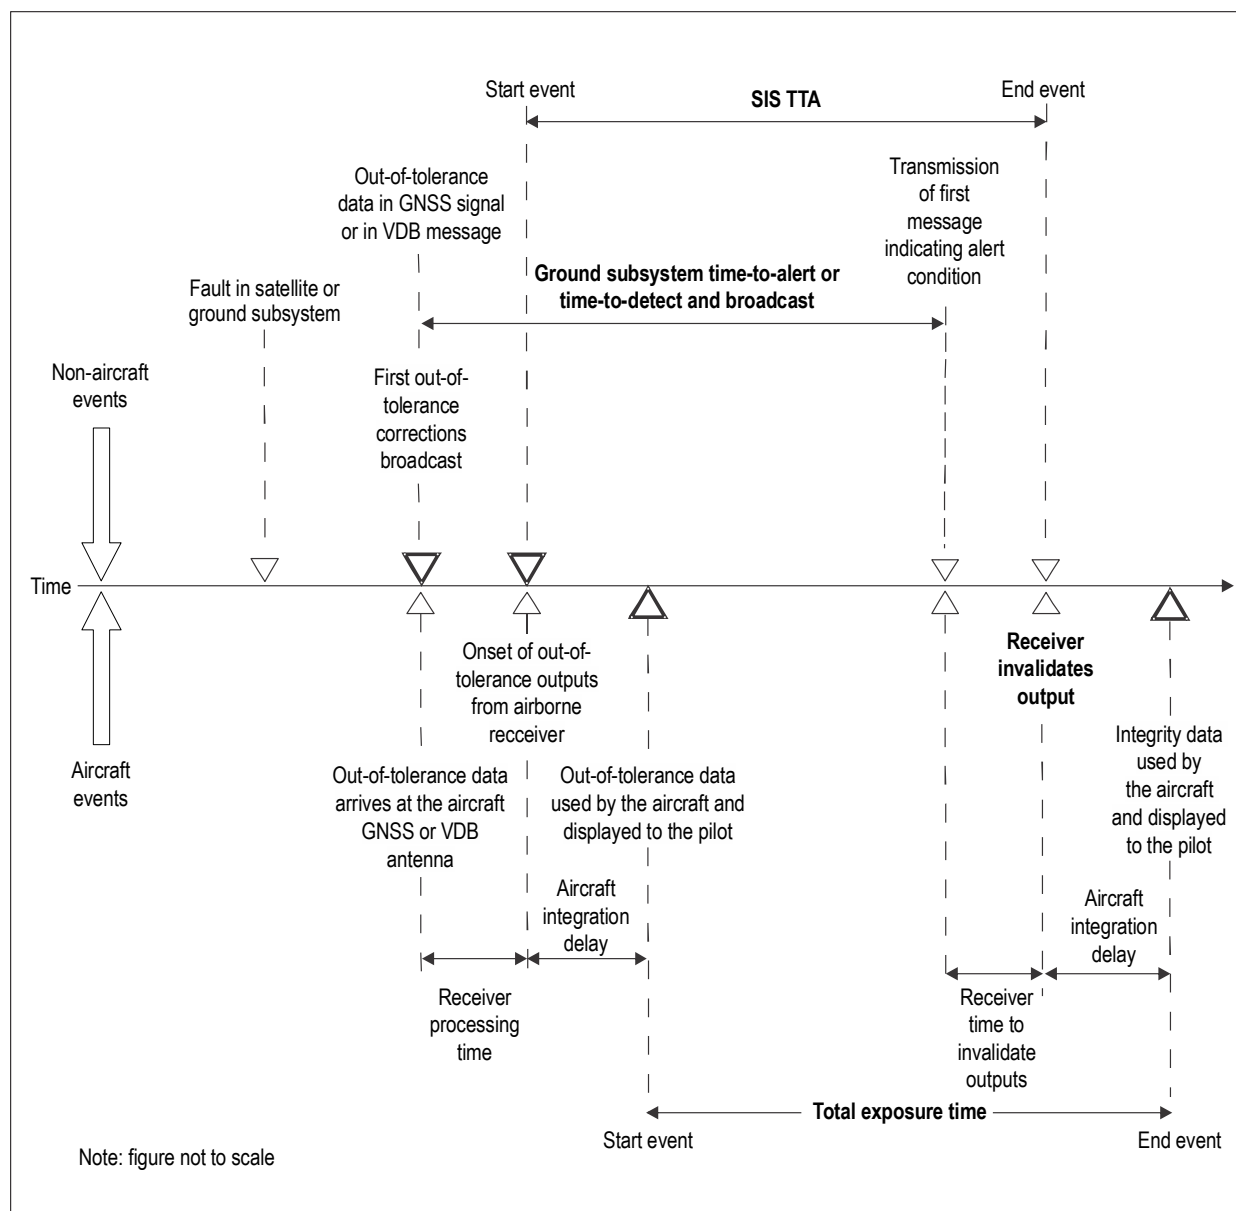 Start event
SIS TTA
End event
Out-of-tolerance
data in GNSS signal
or in VDB message
Transmission
of first
message
indicating alert
condition
Ground subsystem time-to-alert or
time-to-detect and broadcast
Fault in satellite or
ground subsystem
Non-aircraft
events
First out-of-
tolerance
corrections
broadcast
Time
Aircraft
events
Onset of out-of-
tolerance outputs
from airborne
recceiver
Receiver
invalidates
output
Out-of-tolerance data
arrives at the aircraft
GNSS or VDB
antenna
Out-of-tolerance data
used by the aircraft and
displayed to the pilot
Integrity data
used by
the aircraft
and displayed
to the pilot
Aircraft
integration
delay
Aircraft
integration
delay
Receiver
processing
time
Receiver
time to
invalidate
outputs
Total exposure time
Start event
End event
Note: figure not to scale